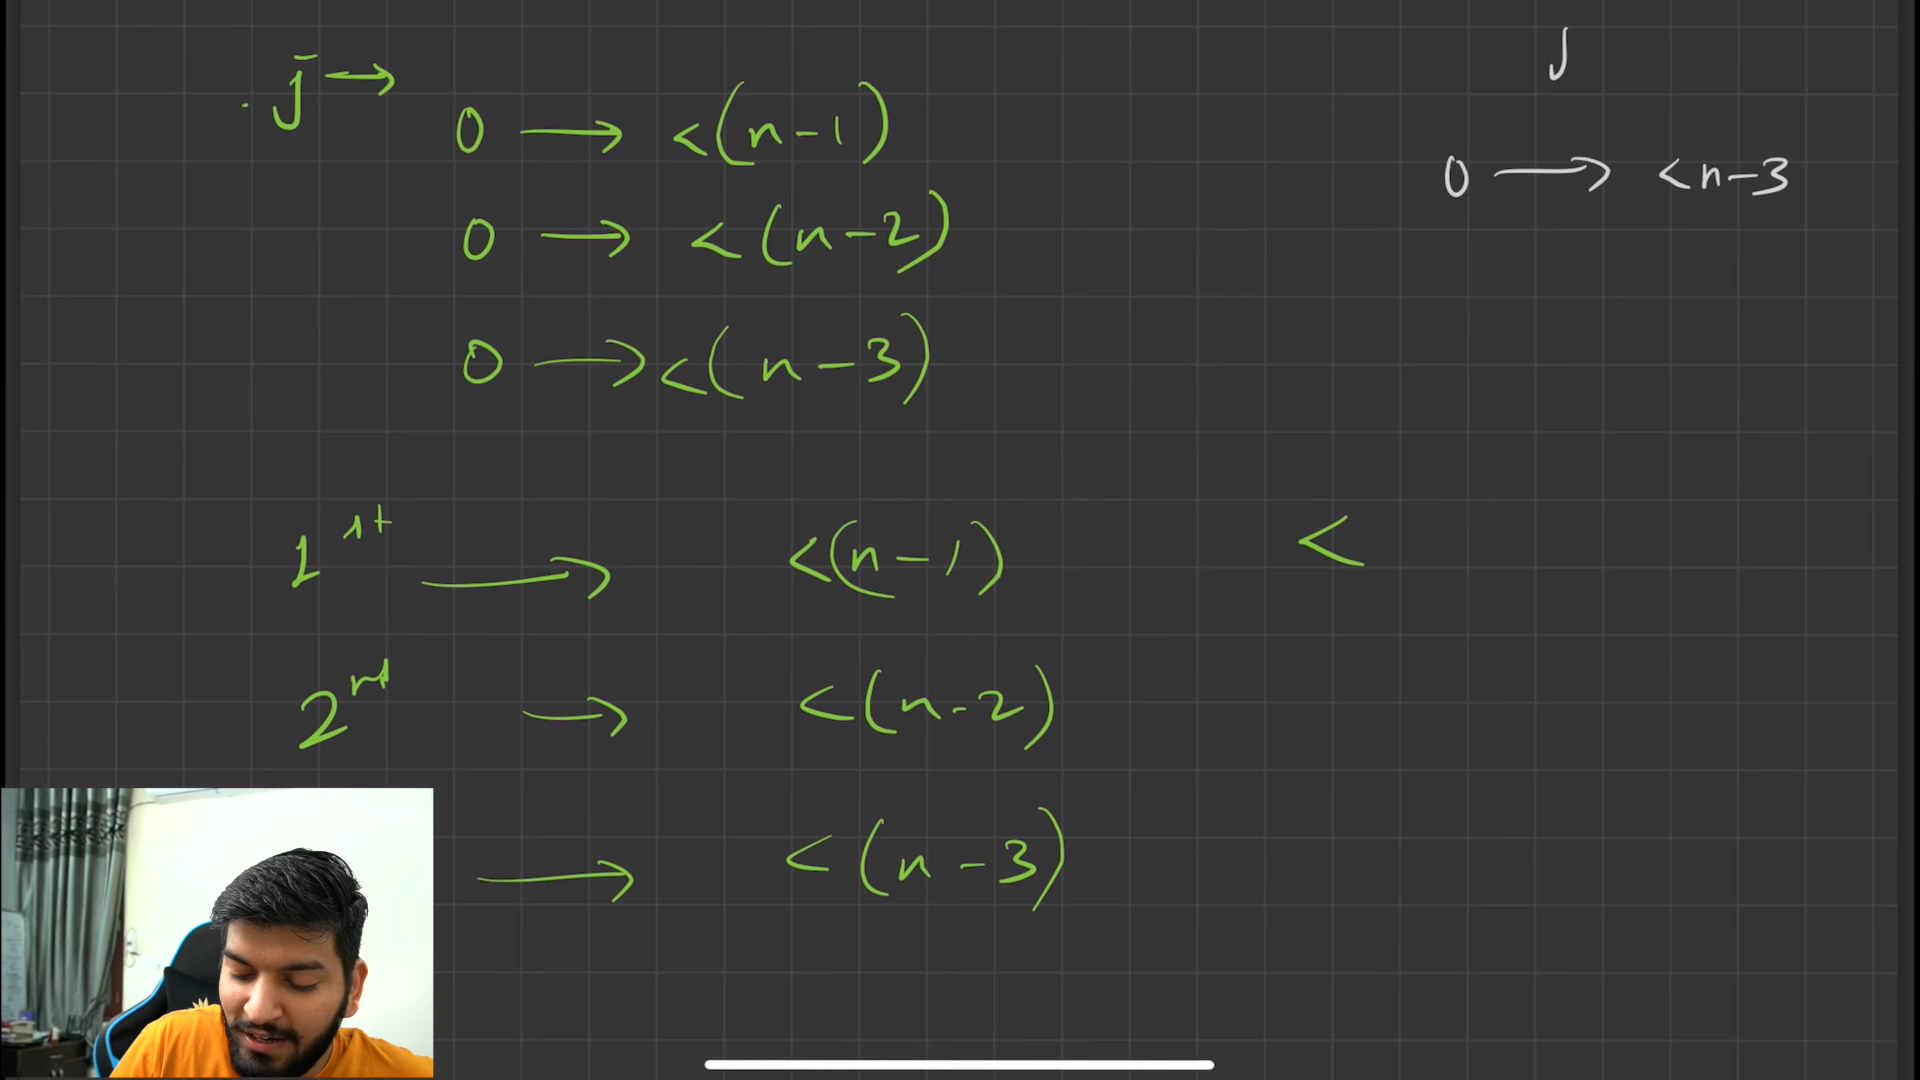 j →
0 → <(n-1)
0 → <(n-2)
0 → <(n-3)
1st → <(n-1)
2nd → <(n-2)
→ <(n-3)
<
j
0 → <n-3